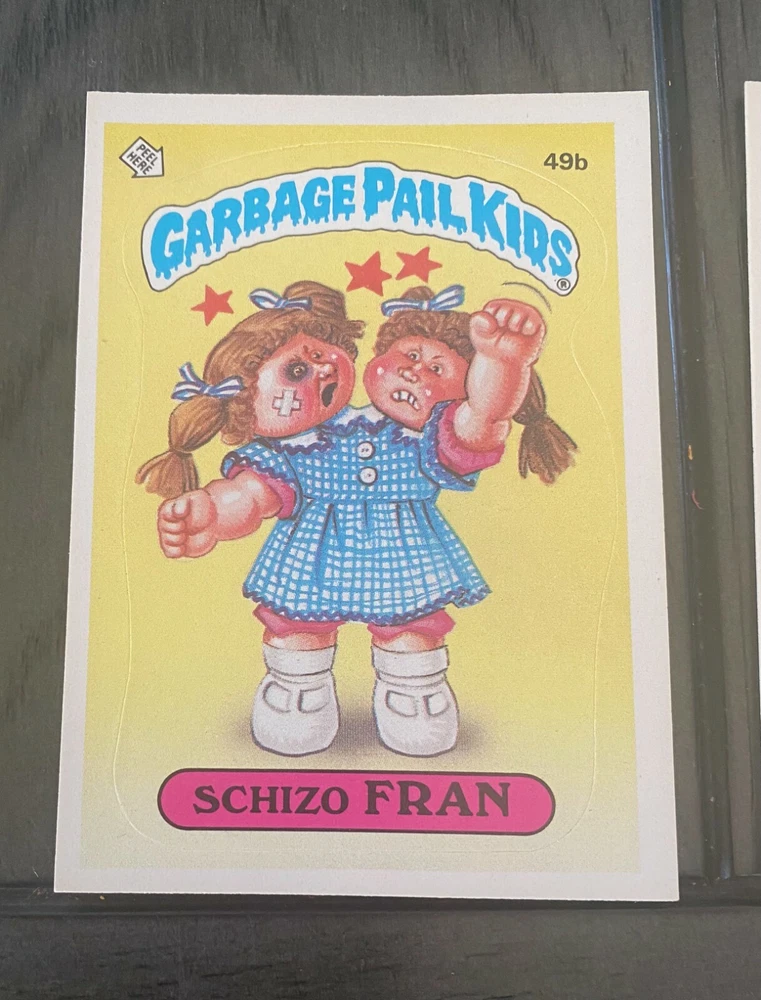 PEEL
HERE
49b
GARBAGE PAIL KIDS
®
SCHIZO FRAN